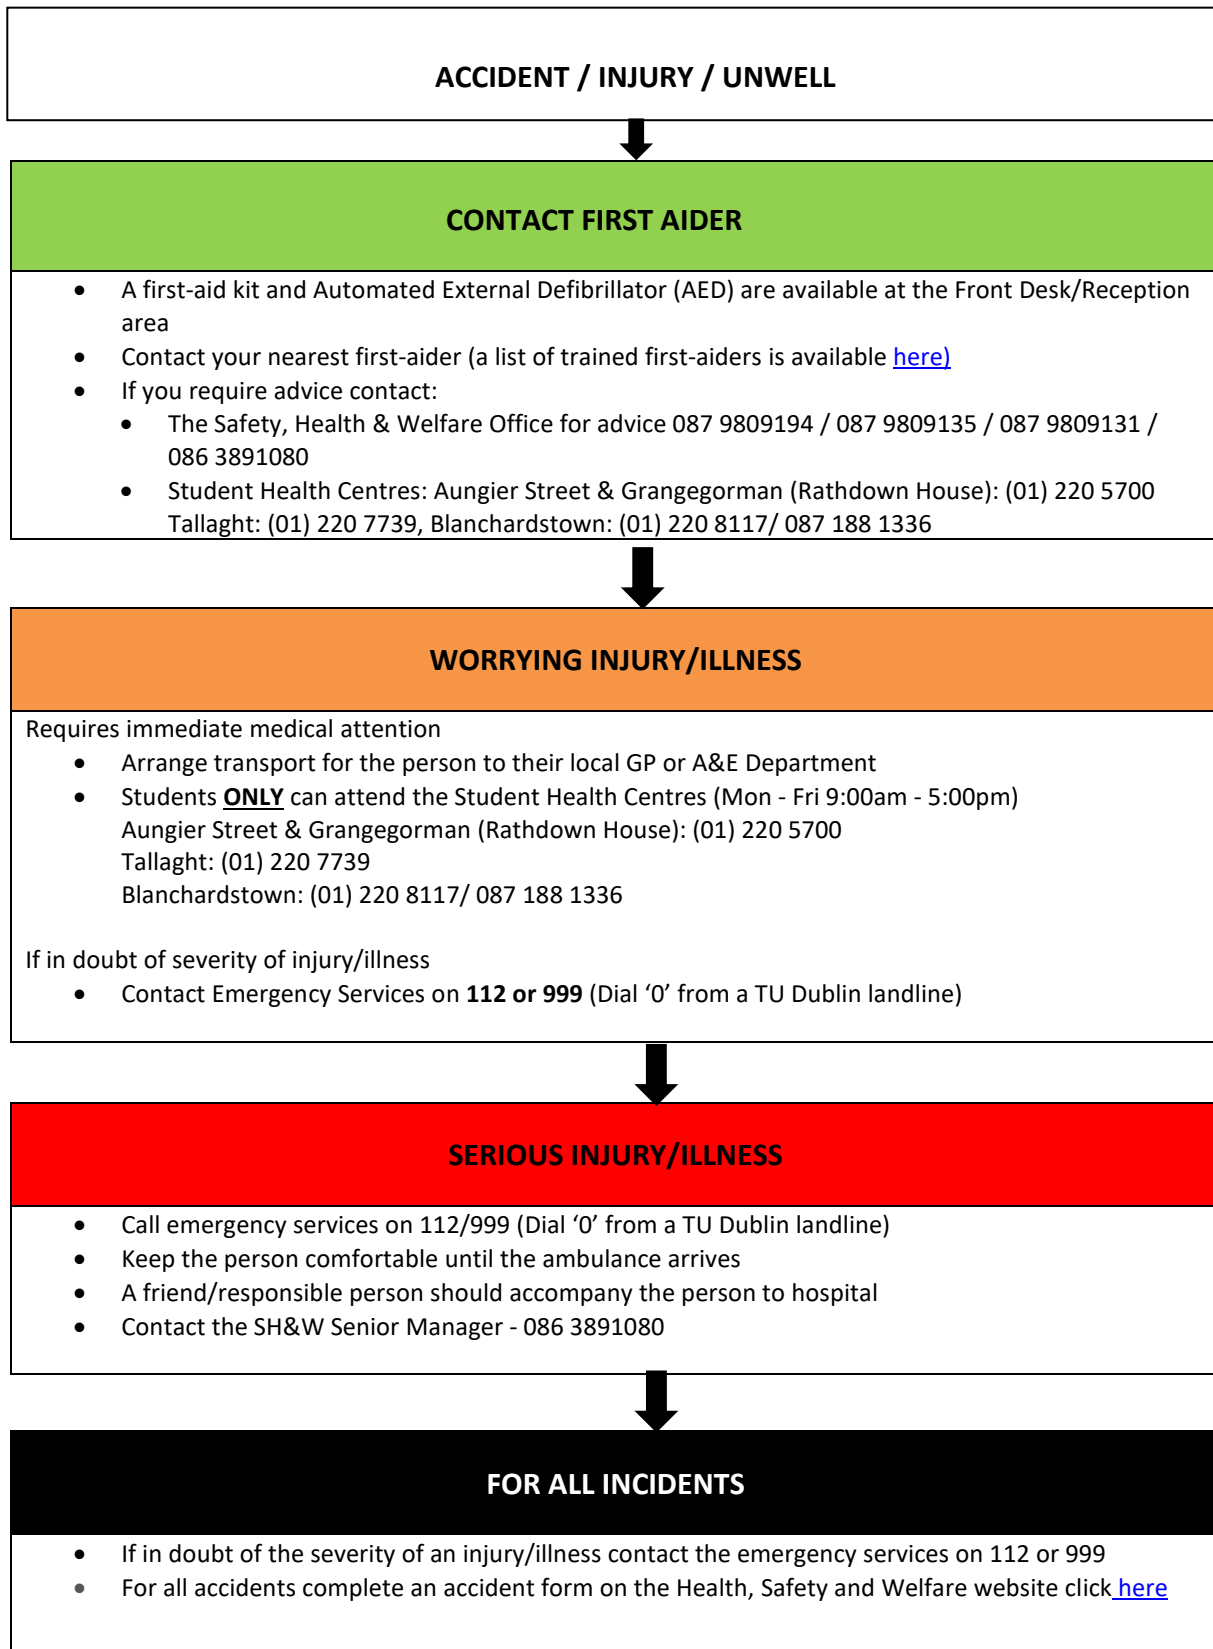 ACCIDENT / INJURY / UNWELL
CONTACT FIRST AIDER
• A first-aid kit and Automated External Defibrillator (AED) are available at the Front Desk/Reception
area
• Contact your nearest first-aider (a list of trained first-aiders is available here)
• If you require advice contact:
• The Safety, Health & Welfare Office for advice 087 9809194 / 087 9809135 / 087 9809131 /
086 3891080
• Student Health Centres: Aungier Street & Grangegorman (Rathdown House): (01) 220 5700
Tallaght: (01) 220 7739, Blanchardstown: (01) 220 8117/ 087 188 1336
WORRYING INJURY/ILLNESS
Requires immediate medical attention
• Arrange transport for the person to their local GP or A&E Department
• Students ONLY can attend the Student Health Centres (Mon - Fri 9:00am - 5:00pm)
Aungier Street & Grangegorman (Rathdown House): (01) 220 5700
Tallaght: (01) 220 7739
Blanchardstown: (01) 220 8117/ 087 188 1336
If in doubt of severity of injury/illness
• Contact Emergency Services on 112 or 999 (Dial ‘0’ from a TU Dublin landline)
SERIOUS INJURY/ILLNESS
• Call emergency services on 112/999 (Dial ‘0’ from a TU Dublin landline)
• Keep the person comfortable until the ambulance arrives
• A friend/responsible person should accompany the person to hospital
• Contact the SH&W Senior Manager - 086 3891080
FOR ALL INCIDENTS
• If in doubt of the severity of an injury/illness contact the emergency services on 112 or 999
• For all accidents complete an accident form on the Health, Safety and Welfare website click here